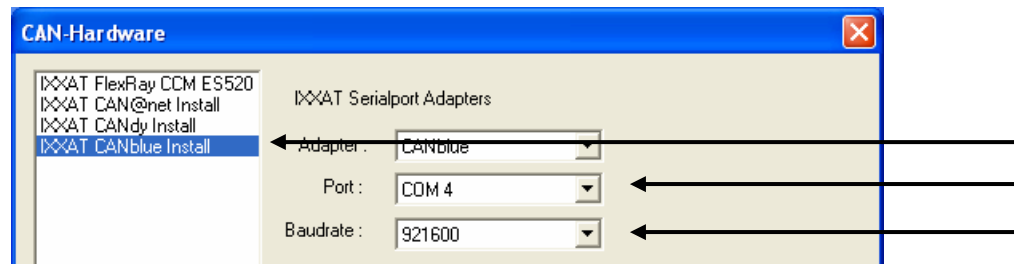 CAN-Hardware
IXXAT FlexRay CCM ES520
IXXAT CAN@net Install
IXXAT CANdy Install
IXXAT CANblue Install
IXXAT Serialport Adapters
Adapter : CANblue
Port : COM 4
Baudrate : 921600